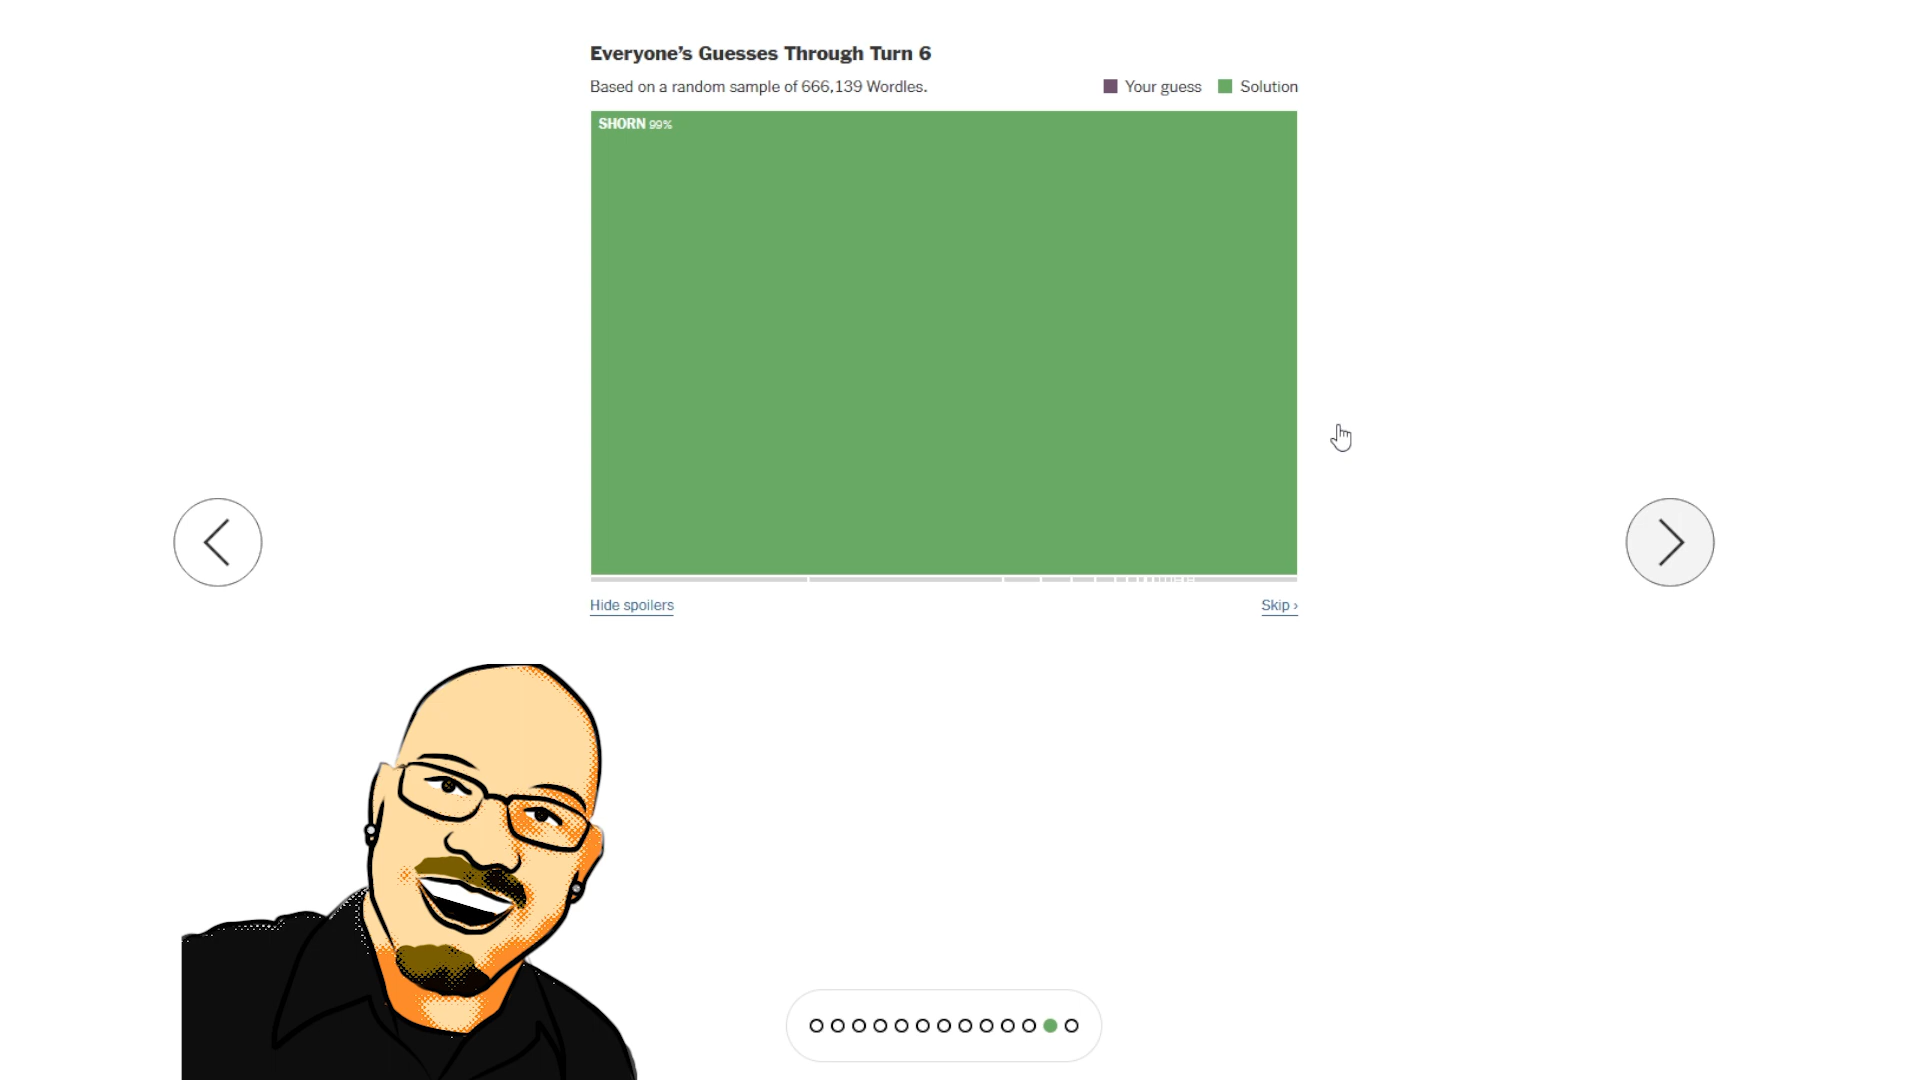 Everyone’s Guesses Through Turn 6
Based on a random sample of 666,139 Wordles.
Your guess
Solution
SHORN 99%
Hide spoilers
Skip ›